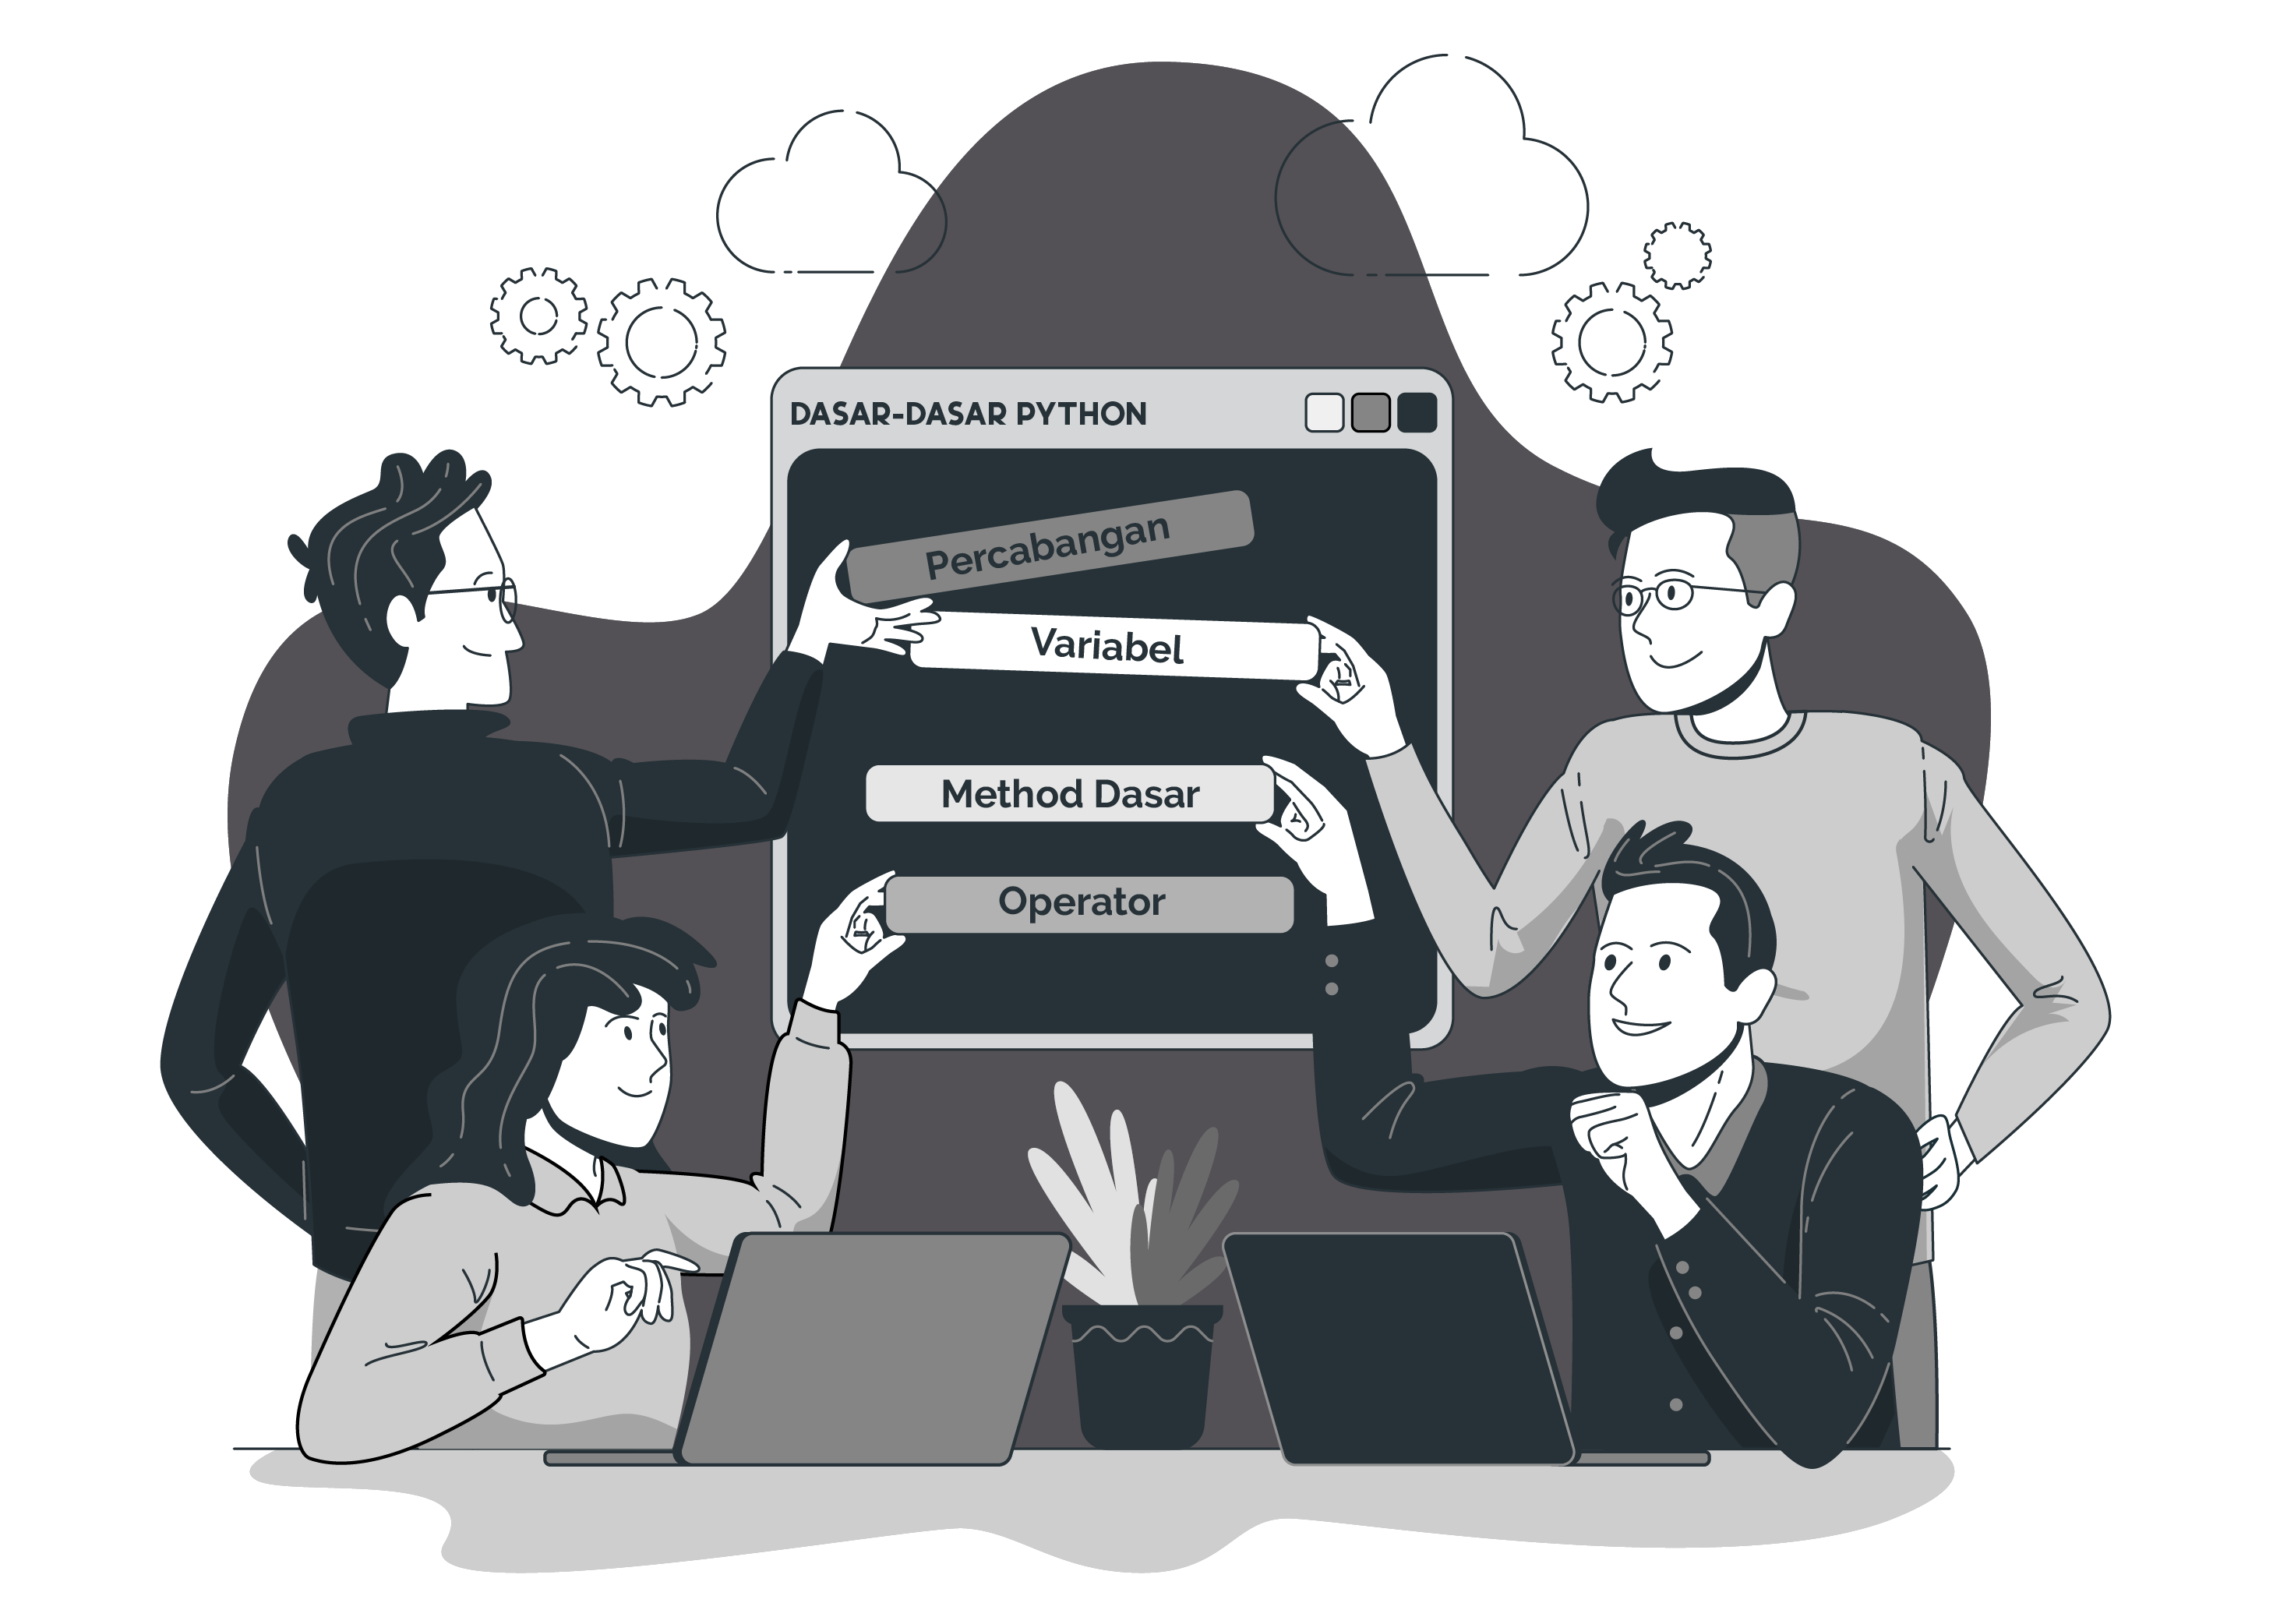 DASAR-DASAR PYTHON
Percabangan
Variabel
Method Dasar
Operator